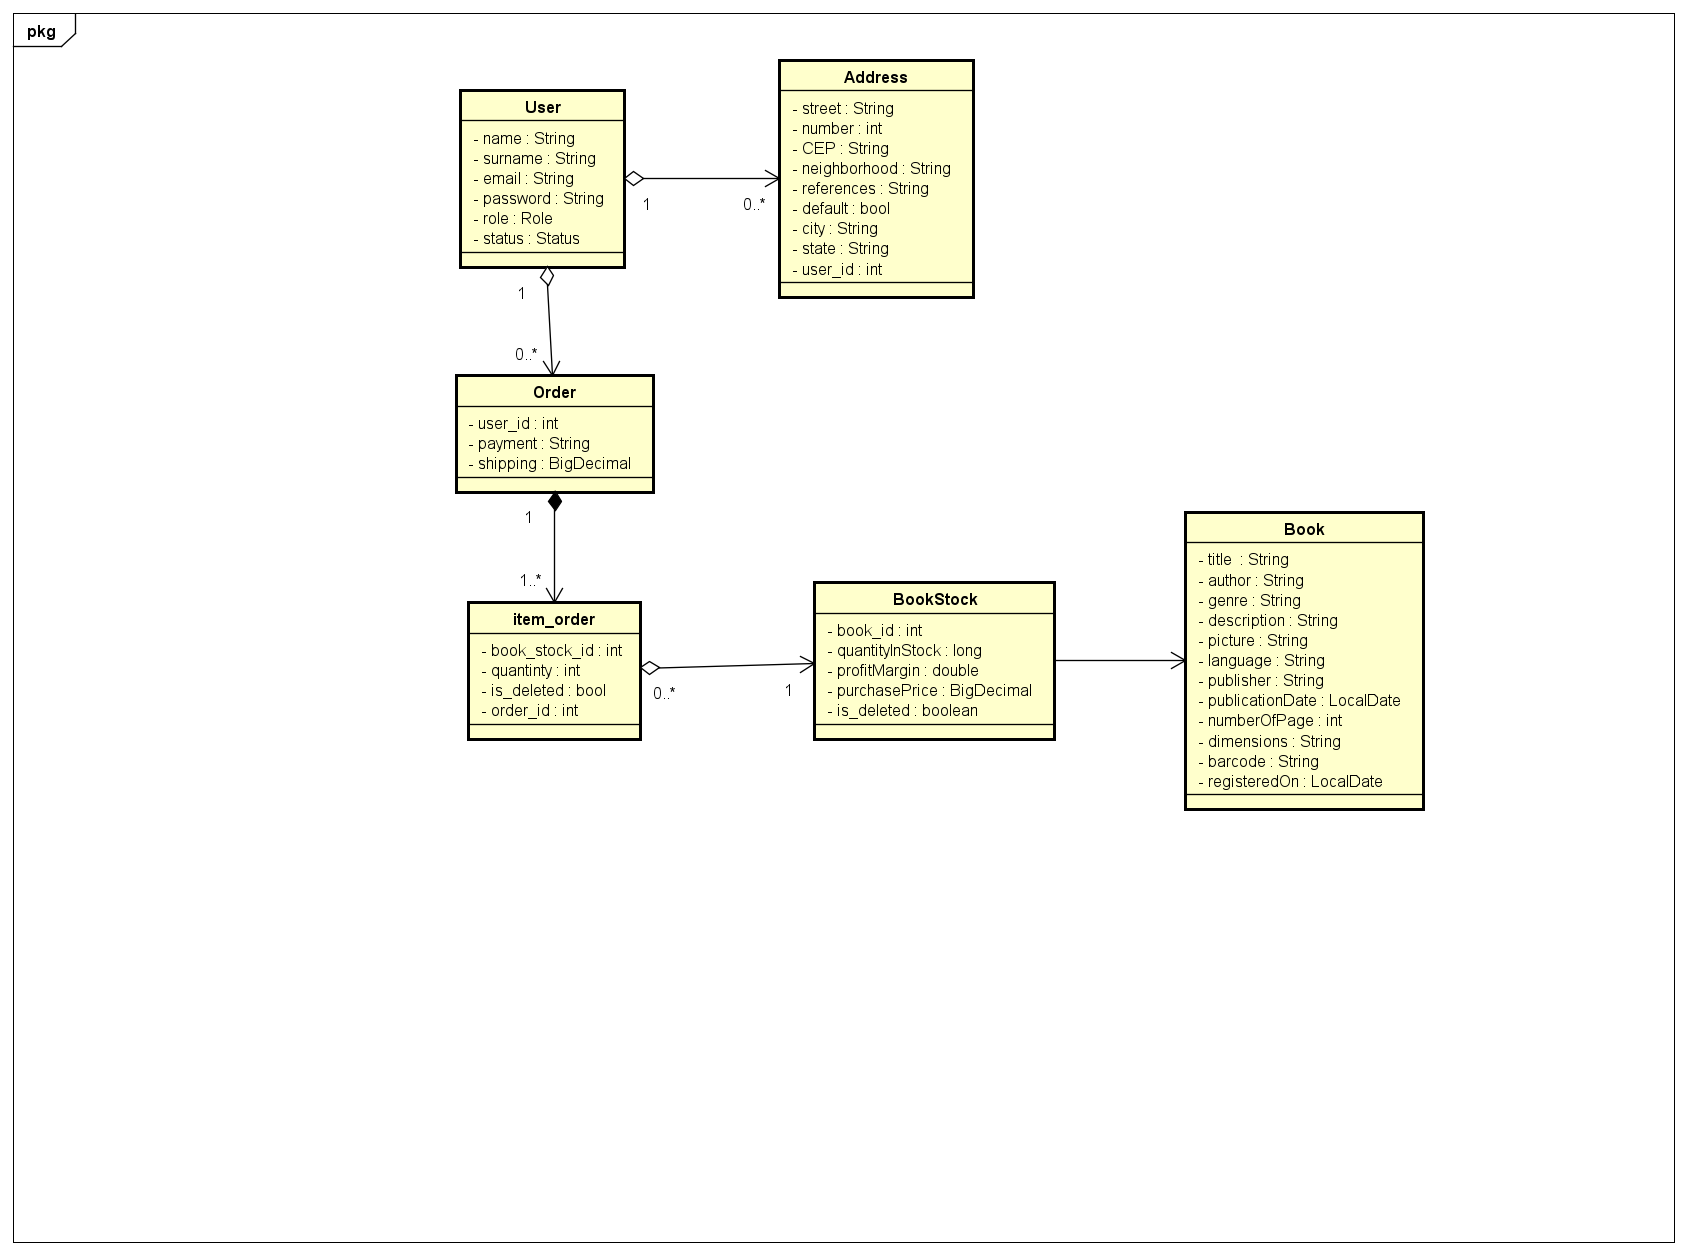 pkg
User
- name : String
- surname : String
- email : String
- password : String
- role : Role
- status : Status
Address
- street : String
- number : int
- CEP : String
- neighborhood : String
- references : String
- default : bool
- city : String
- state : String
- user_id : int
1
0..*
1
0..*
Order
- user_id : int
- payment : String
- shipping : BigDecimal
1
1..*
item_order
- book_stock_id : int
- quantinty : int
- is_deleted : bool
- order_id : int
0..*
1
BookStock
- book_id : int
- quantityInStock : long
- profitMargin : double
- purchasePrice : BigDecimal
- is_deleted : boolean
Book
- title : String
- author : String
- genre : String
- description : String
- picture : String
- language : String
- publisher : String
- publicationDate : LocalDate
- numberOfPage : int
- dimensions : String
- barcode : String
- registeredOn : LocalDate